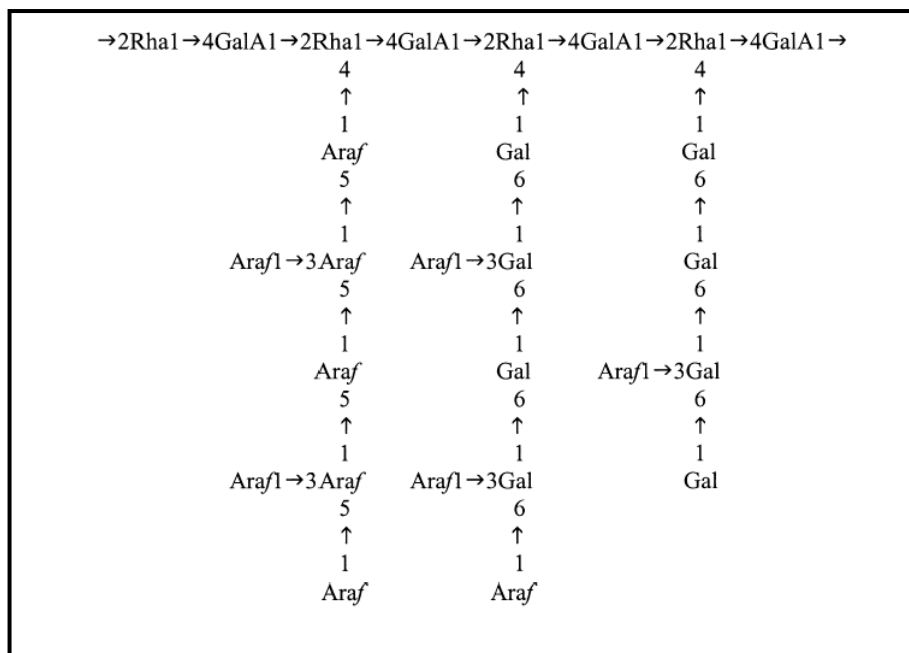 →2Rha1→4GalA1→2Rha1→4GalA1→2Rha1→4GalA1→2Rha1→4GalA1→
4 4 4
↑ ↑ ↑
1 1 1
Araf Gal Gal
5 6 6
↑ ↑ ↑
1 1 1
Araf1→3Araf Araf1→3Gal Gal
5 6 6
↑ ↑ ↑
1 1 1
Araf Gal Araf1→3Gal
5 6 6
↑ ↑ ↑
1 1 1
Araf1→3Araf Araf1→3Gal Gal
5 6
↑ ↑
1 1
Araf Araf